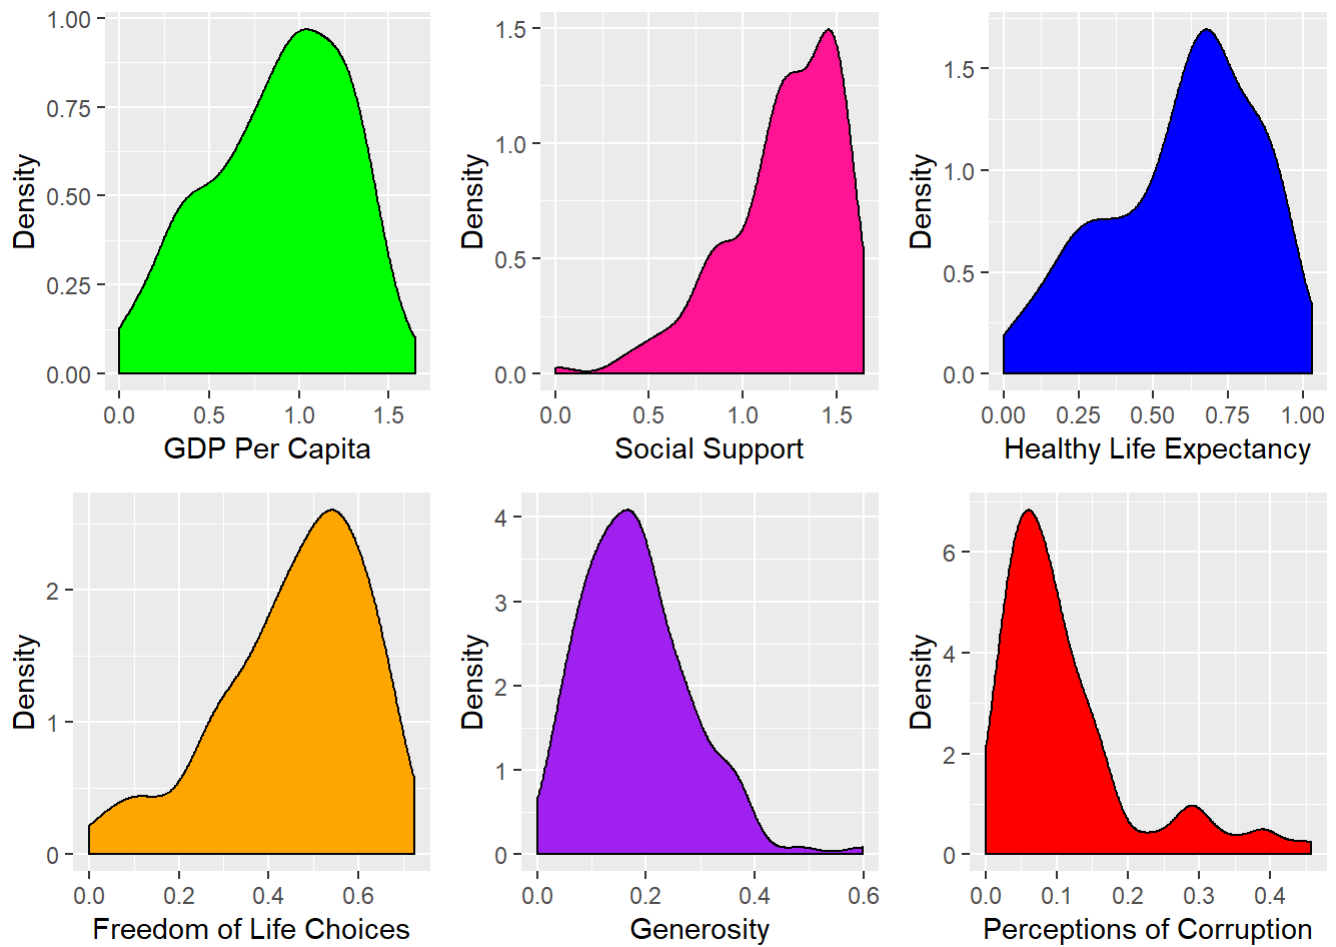 Density
1.00
0.75
0.50
0.25
0.00
0.0 0.5 1.0 1.5
GDP Per Capita
Density
1.5
1.0
0.5
0.0
0.0 0.5 1.0 1.5
Social Support
Density
1.5
1.0
0.5
0.0
0.00 0.25 0.50 0.75 1.00
Healthy Life Expectancy
Density
2
1
0
0.0 0.2 0.4 0.6
Freedom of Life Choices
Density
4
3
2
1
0
0.0 0.2 0.4 0.6
Generosity
Density
6
4
2
0
0.0 0.1 0.2 0.3 0.4
Perceptions of Corruption